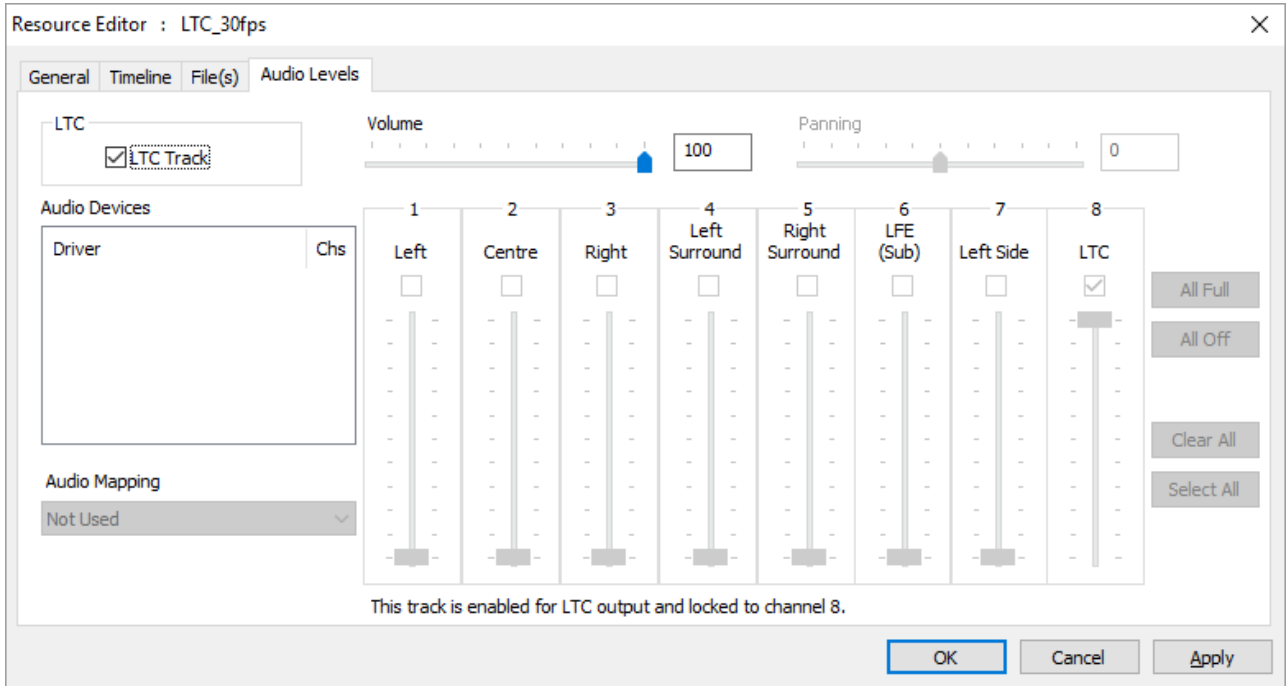 Resource Editor : LTC_30fps
General Timeline File(s) Audio Levels
LTC
LTC Track
Volume
100
Panning
0
Audio Devices
Driver Chs
1 2 3 4 5 6 7 8
Left Centre Right Left Surround Right Surround LFE (Sub) Left Side LTC
All Full
All Off
Clear All
Select All
Audio Mapping
Not Used
This track is enabled for LTC output and locked to channel 8.
OK Cancel Apply